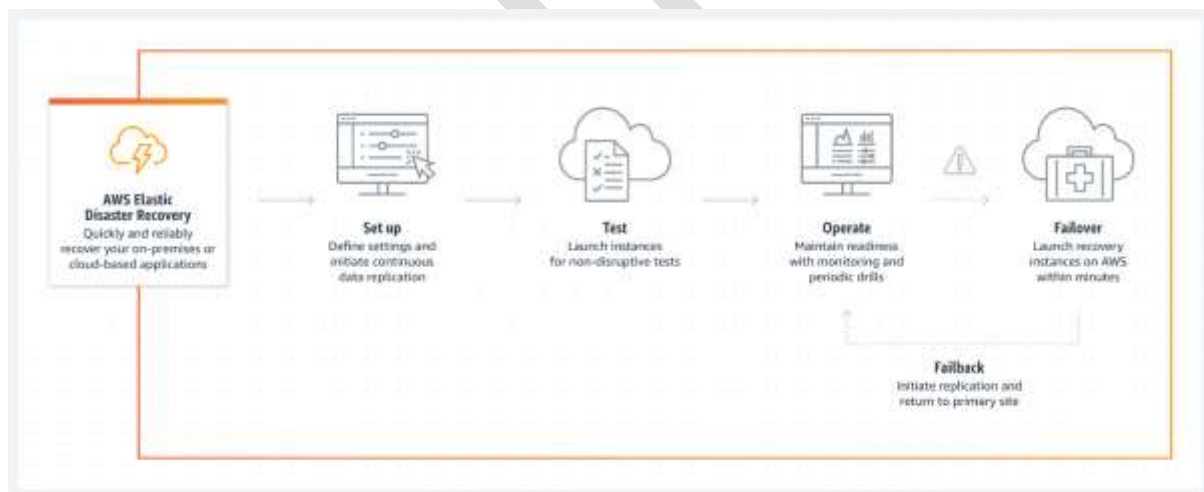 AWS Elastic
Disaster Recovery
Quickly and reliably
recover your on-premises or
cloud-based applications
Set up
Define settings and
initiate continuous
data replication
Test
Launch instances
for non-disruptive tests
Operate
Maintain readiness
with monitoring and
periodic drills
Failover
Launch recovery
instances on AWS
within minutes
Failback
Initiate replication and
return to primary site